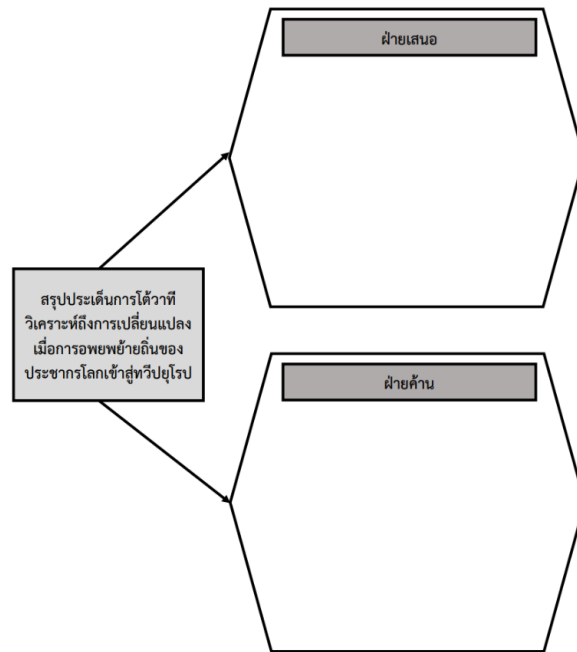 ฝ่ายเสนอ
สรุปประเด็นการโต้วาที
วิเคราะห์ถึงการเปลี่ยนแปลง
เมื่อการอพยพย้ายถิ่นของ
ประชากรโลกเข้าสู่ทวีปยุโรป
ฝ่ายค้าน